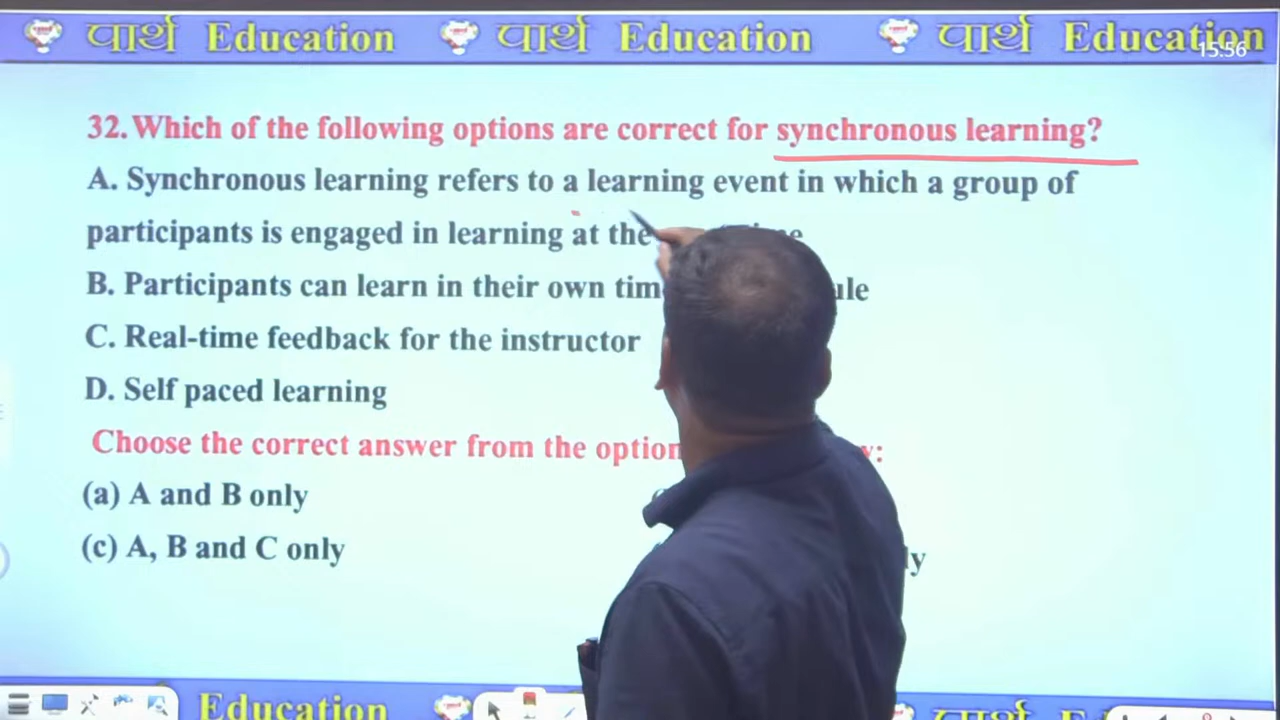 पार्थ Education पार्थ Education पार्थ Education
15:56
32. Which of the following options are correct for synchronous learning?
A. Synchronous learning refers to a learning event in which a group of
participants is engaged in learning at the
B. Participants can learn in their own
C. Real-time feedback for the instructor
D. Self paced learning
Choose the correct answer from the
(a) A and B only
(c) A, B and C only
Education